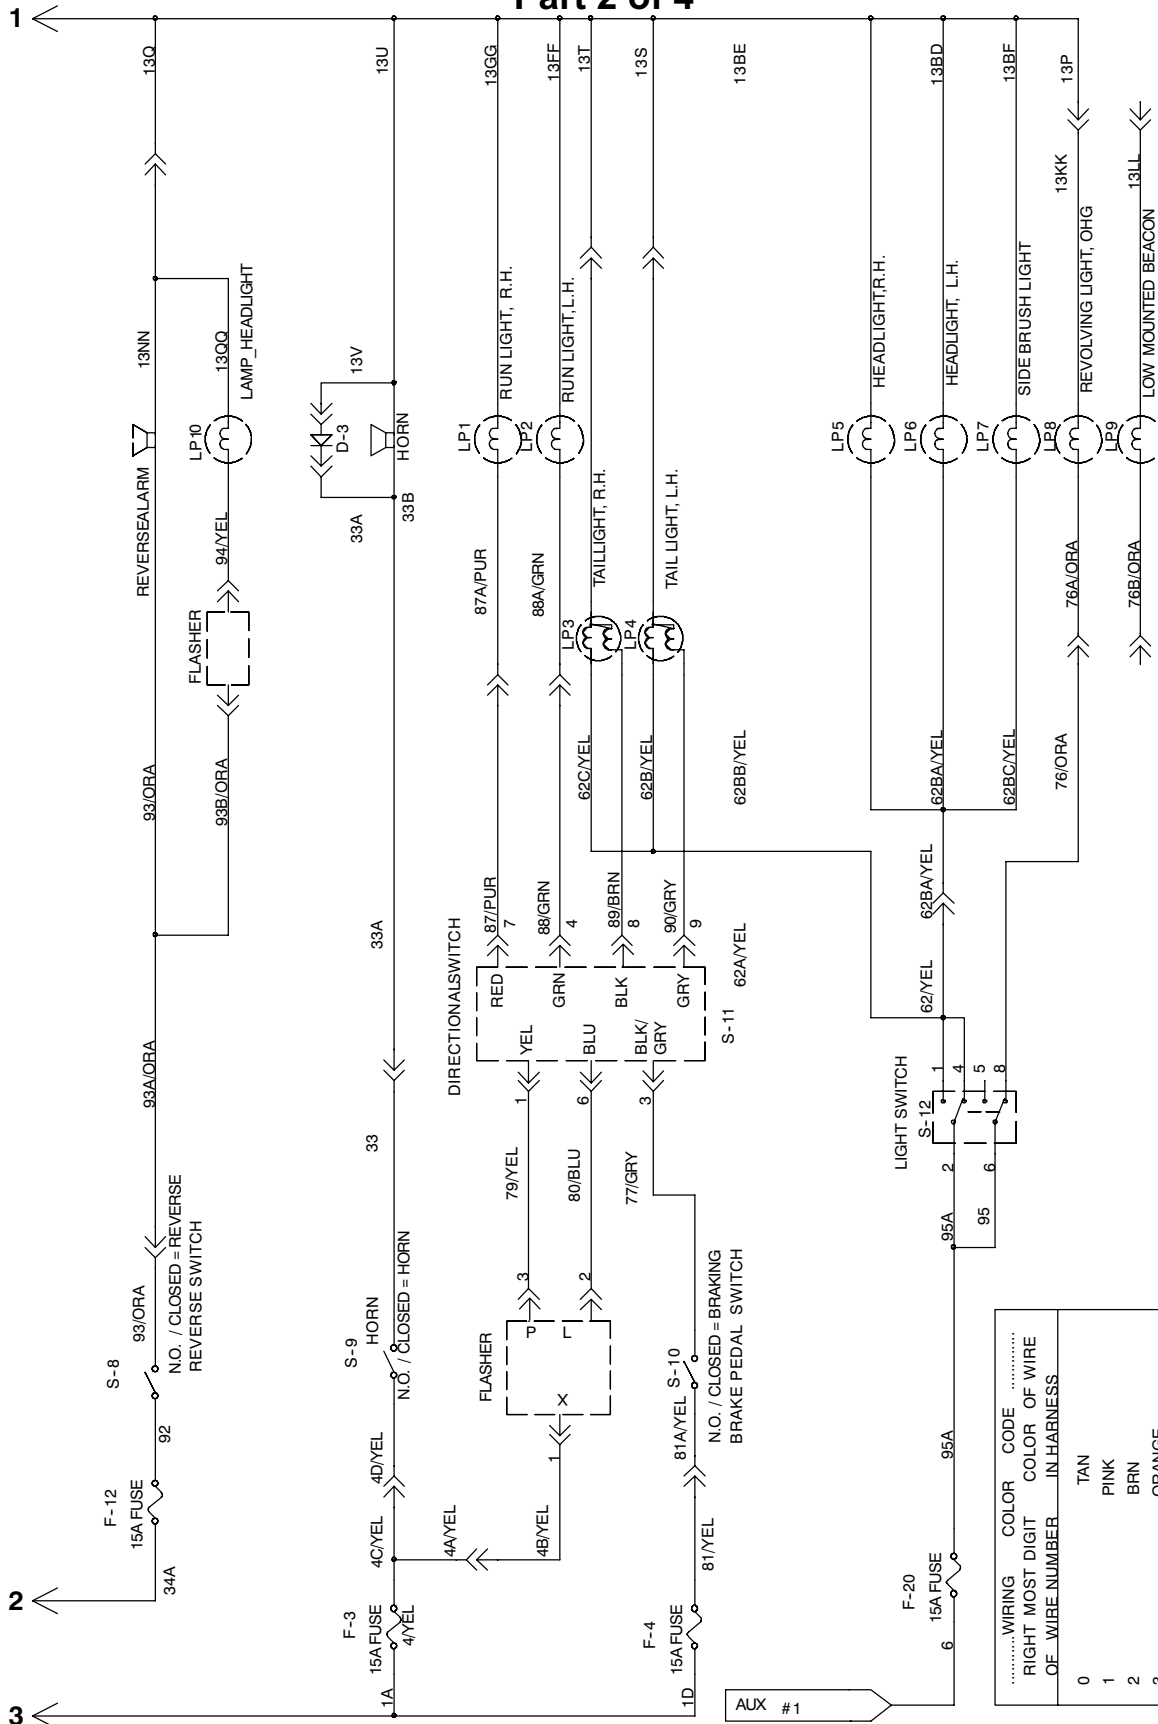 Part 2 of 4
1
2
3
13Q
13U
13GG
13FF
13T
13S
13BE
13BD
13BF
13P
13KK
13LL
13NN
13QQ
LAMP_HEADLIGHT
13V
REVERSEALARM
LP10
94/YEL
FLASHER
93/ORA
93B/ORA
93A/ORA
93/ORA
S-8
N.O. / CLOSED = REVERSE
REVERSE SWITCH
92
F-12
15A FUSE
34A
D-3
HORN
33A
33B
33A
33
S-9
HORN
N.O. / CLOSED = HORN
4D/YEL
4C/YEL
4A/YEL
4B/YEL
F-3
15A FUSE
4/YEL
1A
RUN LIGHT, R.H.
RUN LIGHT, L.H.
LP1
LP2
87A/PUR
88A/GRN
TAILLIGHT, R.H.
TAIL LIGHT, L.H.
LP3
LP4
62C/YEL
62B/YEL
62BB/YEL
87/PUR
7
88/GRN
4
89/BRN
8
90/GRY
9
62A/YEL
DIRECTIONALSWITCH
RED
GRN
BLK
GRY
YEL
BLU
BLK/
GRY
S-11
1
6
3
79/YEL
80/BLU
77/GRY
3
2
P
L
X
FLASHER
1
S-10
N.O. / CLOSED = BRAKING
BRAKE PEDAL SWITCH
81A/YEL
81/YEL
F-4
15A FUSE
1D
HEADLIGHT,R.H.
HEADLIGHT, L.H.
SIDE BRUSH LIGHT
REVOLVING LIGHT, OHG
LOW MOUNTED BEACON
LP5
LP6
LP7
LP8
LP9
76A/ORA
76B/ORA
62BA/YEL
62BC/YEL
76/ORA
62BA/YEL
62/YEL
LIGHT SWITCH
S-12
1
4
5
8
2
6
95A
95
95A
F-20
15A FUSE
6
AUX #1
.........WIRING COLOR CODE ............
RIGHT MOST DIGIT COLOR OF WIRE
OF WIRE NUMBER IN HARNESS
0 TAN
1 PINK
2 BRN
3 ORANGE